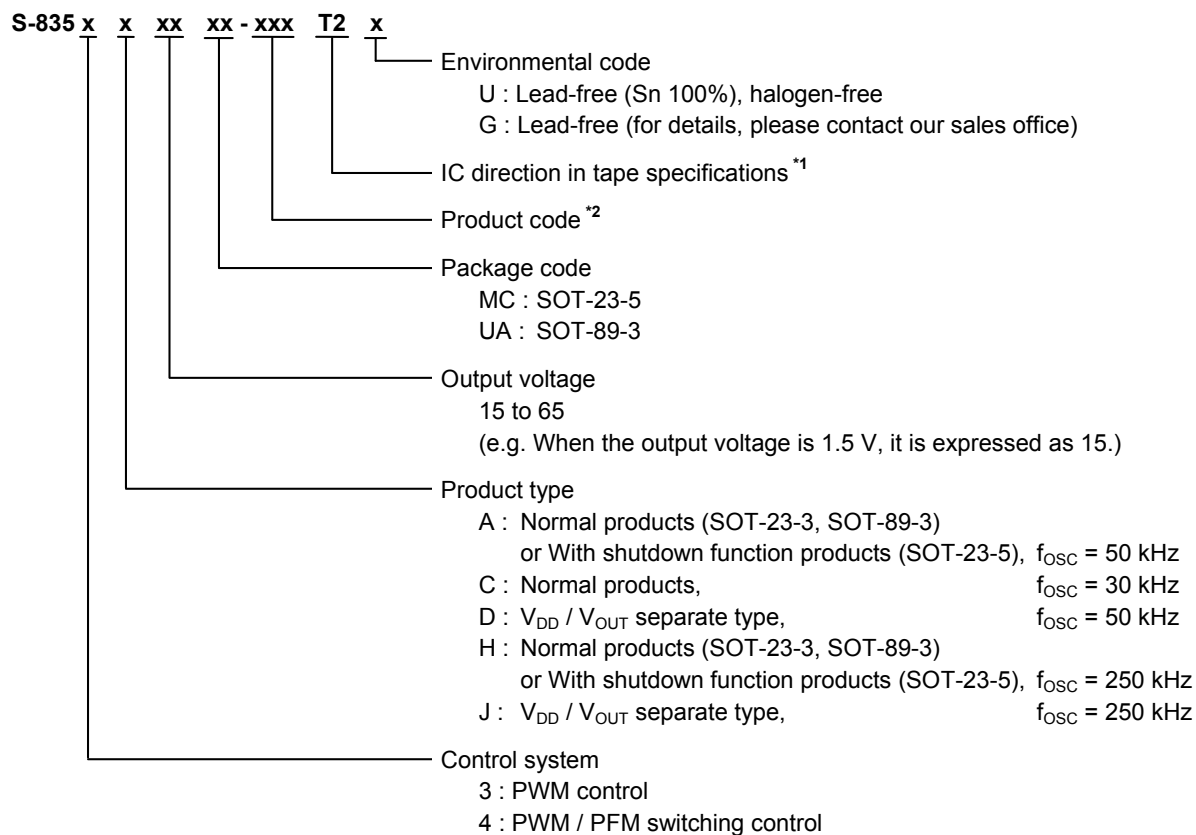 S-835 x x xx xx - xxx T2 x
Environmental code
U : Lead-free (Sn 100%), halogen-free
G : Lead-free (for details, please contact our sales office)
IC direction in tape specifications *1
Product code *2
Package code
MC : SOT-23-5
UA : SOT-89-3
Output voltage
15 to 65
(e.g. When the output voltage is 1.5 V, it is expressed as 15.)
Product type
A : Normal products (SOT-23-3, SOT-89-3)
or With shutdown function products (SOT-23-5), fOSC = 50 kHz
C : Normal products, fOSC = 30 kHz
D : VDD / VOUT separate type, fOSC = 50 kHz
H : Normal products (SOT-23-3, SOT-89-3)
or With shutdown function products (SOT-23-5), fOSC = 250 kHz
J : VDD / VOUT separate type, fOSC = 250 kHz
Control system
3 : PWM control
4 : PWM / PFM switching control